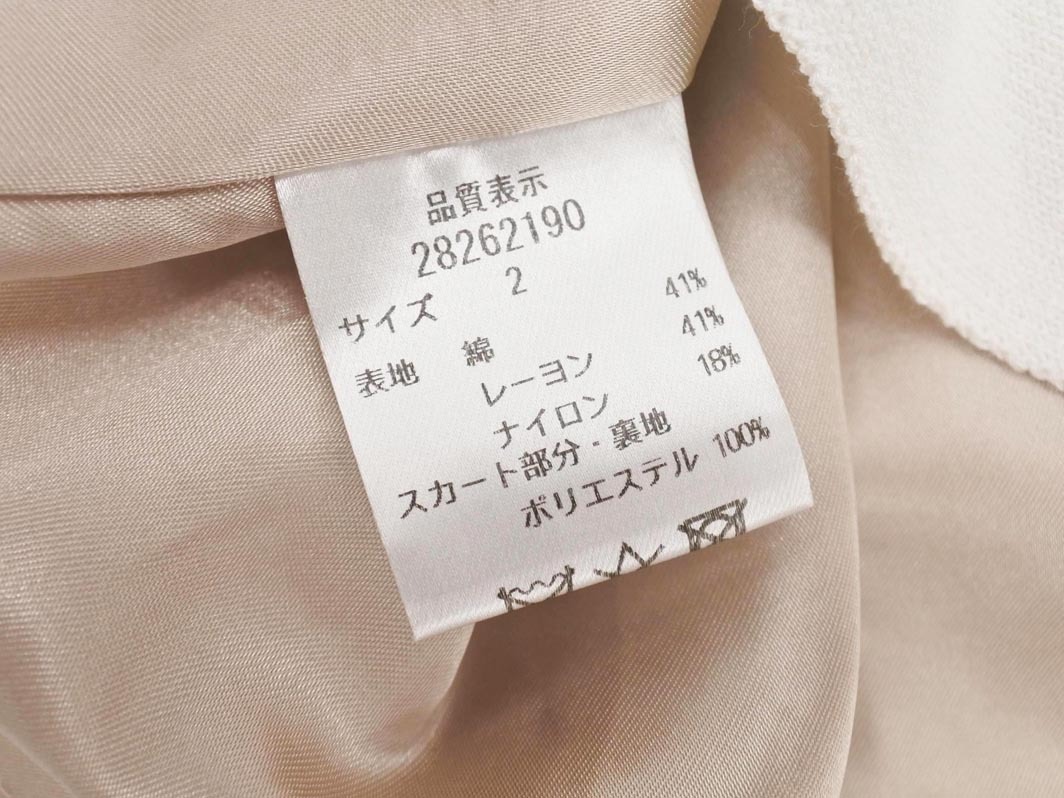 品質表示
28262190
サイズ 2
表地 綿 41%
レーヨン 41%
ナイロン 18%
スカート部分・裏地
ポリエステル 100%